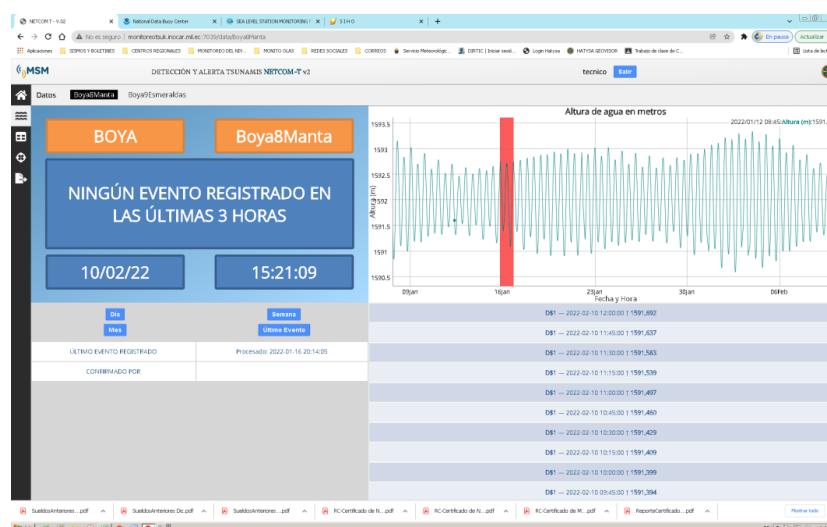 NETCOM T - V.02
National Data Buoy Center
SEA LEVEL STATION MONITORING F
S I H O
No es seguro | monitoreotsuk.inocar.mil.ec:7039/data/Boya8Manta
En pausa
Actualizar
Aplicaciones
SISMOS Y BOLETINES
CENTROS REGIONALES
MONITOREO DEL NIV...
MONITO OLAS
REDES SOCIALES
CORREOS
Servicio Meteorológic...
DIRTIC | Iniciar sesió...
Login Hatysa
HATYSA GEOVISOR
Trabajo de clase de C...
MSM
DETECCIÓN Y ALERTA TSUNAMIS NETCOM-T v2
tecnico Salir
Datos Boya8Manta Boya9Esmeraldas
BOYA Boya8Manta
NINGÚN EVENTO REGISTRADO EN
LAS ÚLTIMAS 3 HORAS
10/02/22 15:21:09
Altura de agua en metros
2022/01/12 08:45:Altura (m):1591.
1593.5
1593
1592.5
1592
1591.5
1591
1590.5
Altura (m)
09Jan 16Jan 23Jan 30Jan 06Feb
Fecha y Hora
Día Semana
Mes Último Evento
ÚLTIMO EVENTO REGISTRADO Procesado: 2022-01-16 20:14:05
CONFIRMADO POR
D$1 — 2022-02-10 12:00:00 † 1591,692
D$1 — 2022-02-10 11:45:00 † 1591,637
D$1 — 2022-02-10 11:30:00 † 1591,583
D$1 — 2022-02-10 11:15:00 † 1591,539
D$1 — 2022-02-10 11:00:00 † 1591,497
D$1 — 2022-02-10 10:45:00 † 1591,460
D$1 — 2022-02-10 10:30:00 † 1591,429
D$1 — 2022-02-10 10:15:00 † 1591,409
D$1 — 2022-02-10 10:00:00 † 1591,399
D$1 — 2022-02-10 09:45:00 † 1591,394
SueldosAnteriores....pdf
SueldosAnteriores Dic.pdf
SueldosAnteriores....pdf
RC-Certificado de N....pdf
RC-Certificado de N....pdf
RC-Certificado de M....pdf
ReporteCertificado....pdf
Mostrar todo